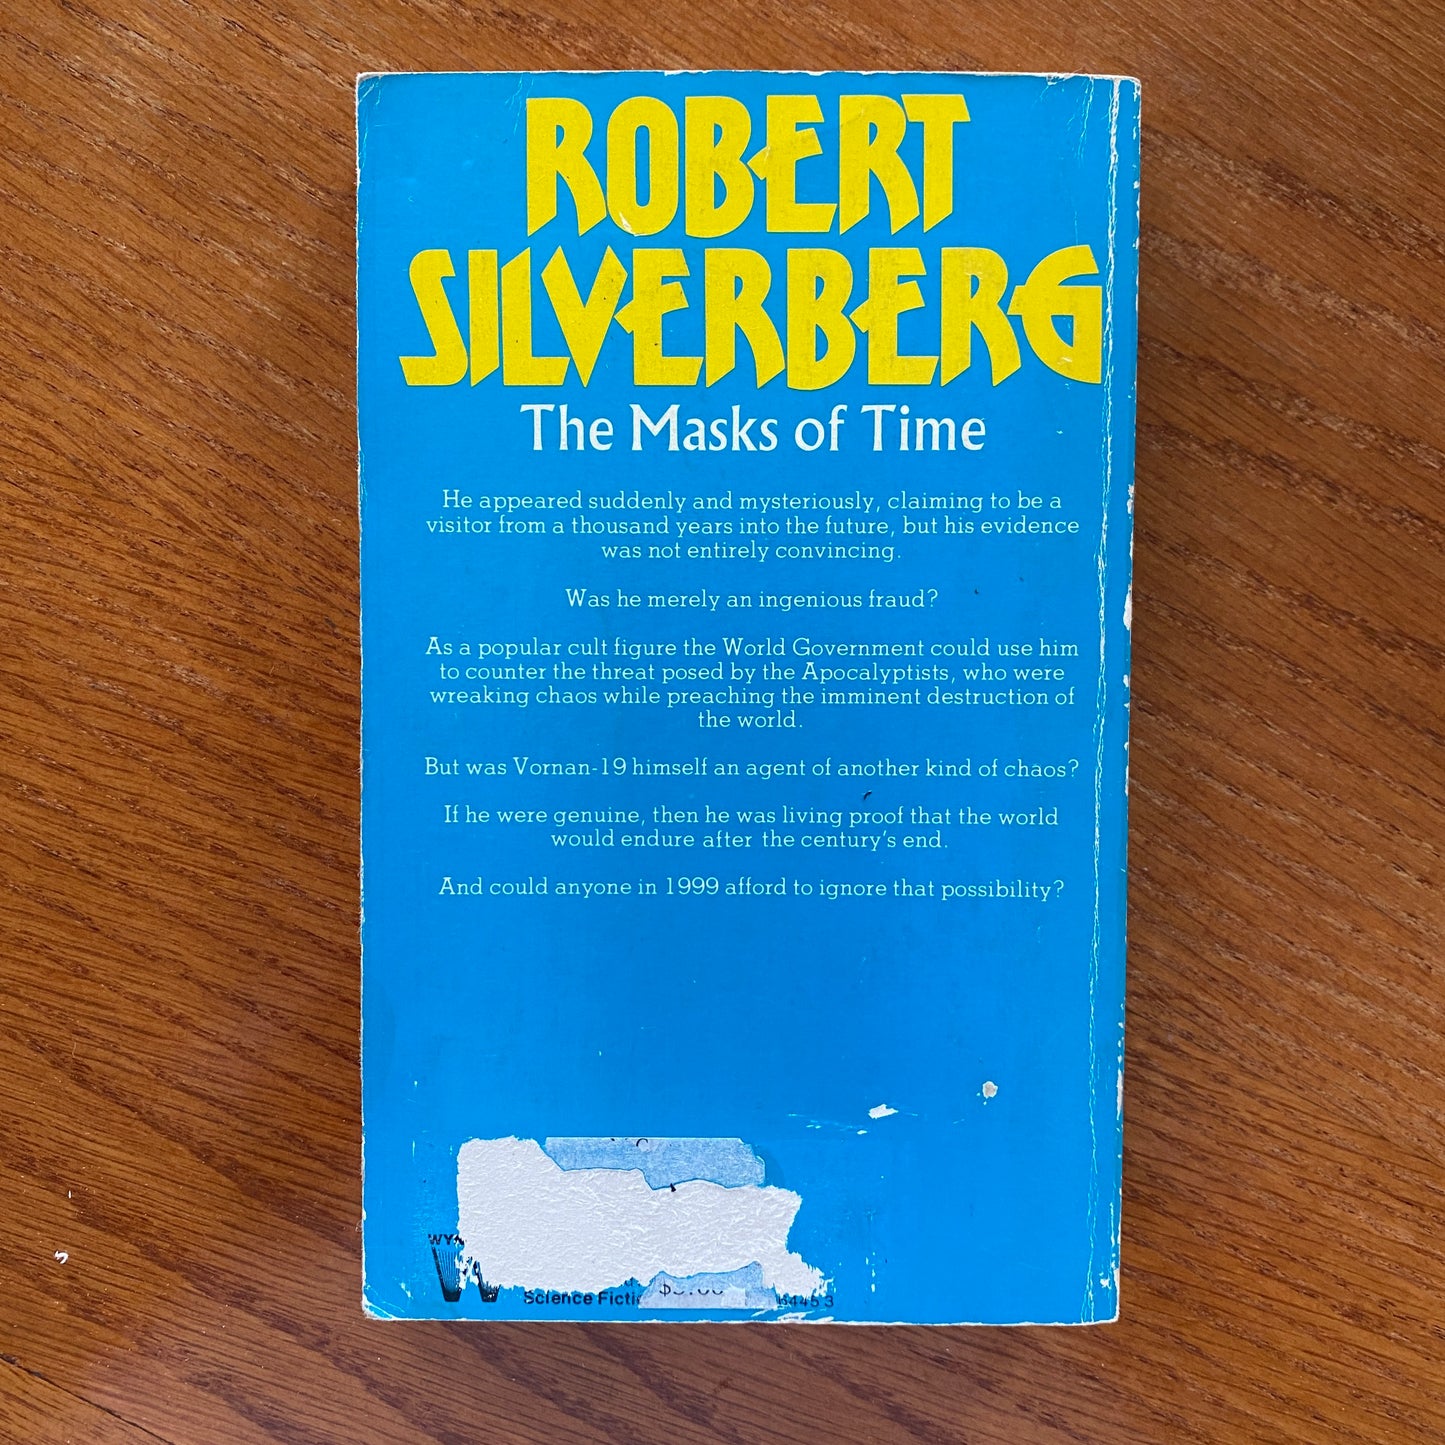 ROBERT
SILVERBERG
The Masks of Time
He appeared suddenly and mysteriously, claiming to be a
visitor from a thousand years into the future, but his evidence
was not entirely convincing.
Was he merely an ingenious fraud?
As a popular cult figure the World Government could use him
to counter the threat posed by the Apocalyptists, who were
wreaking chaos while preaching the imminent destruction of
the world.
But was Vornan-19 himself an agent of another kind of chaos?
If he were genuine, then he was living proof that the world
would endure after the century's end.
And could anyone in 1999 afford to ignore that possibility?
WYN
W
Science Fictio